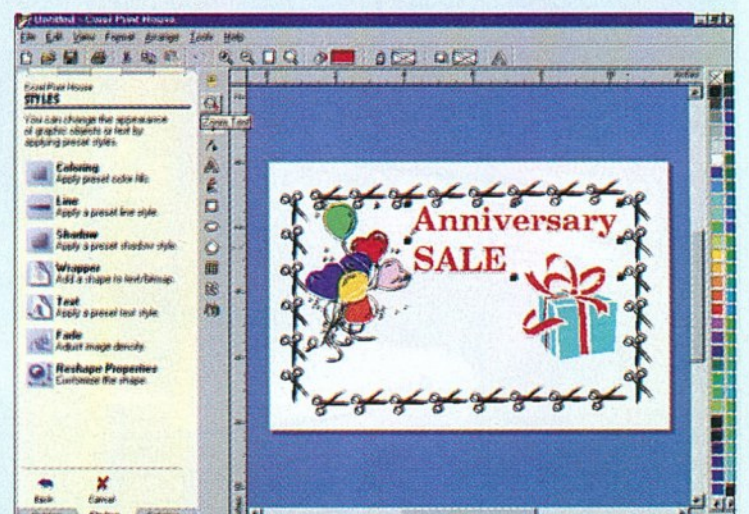 Untitled - Corel Print House
File Edit View Format Arrange Tools Help
Corel Print House
STYLES
You can change the appearance
of graphic objects or text by
applying preset styles.
Coloring
Apply preset color fills.
Line
Apply a preset line style.
Shadow
Apply a preset shadow style.
Wrapper
Add a shape to text/bitmap.
Text
Apply a preset text style.
Fade
Adjust image density.
Reshape Properties
Customize the shape.
Back Cancel
Zoom Tool
Anniversary
SALE